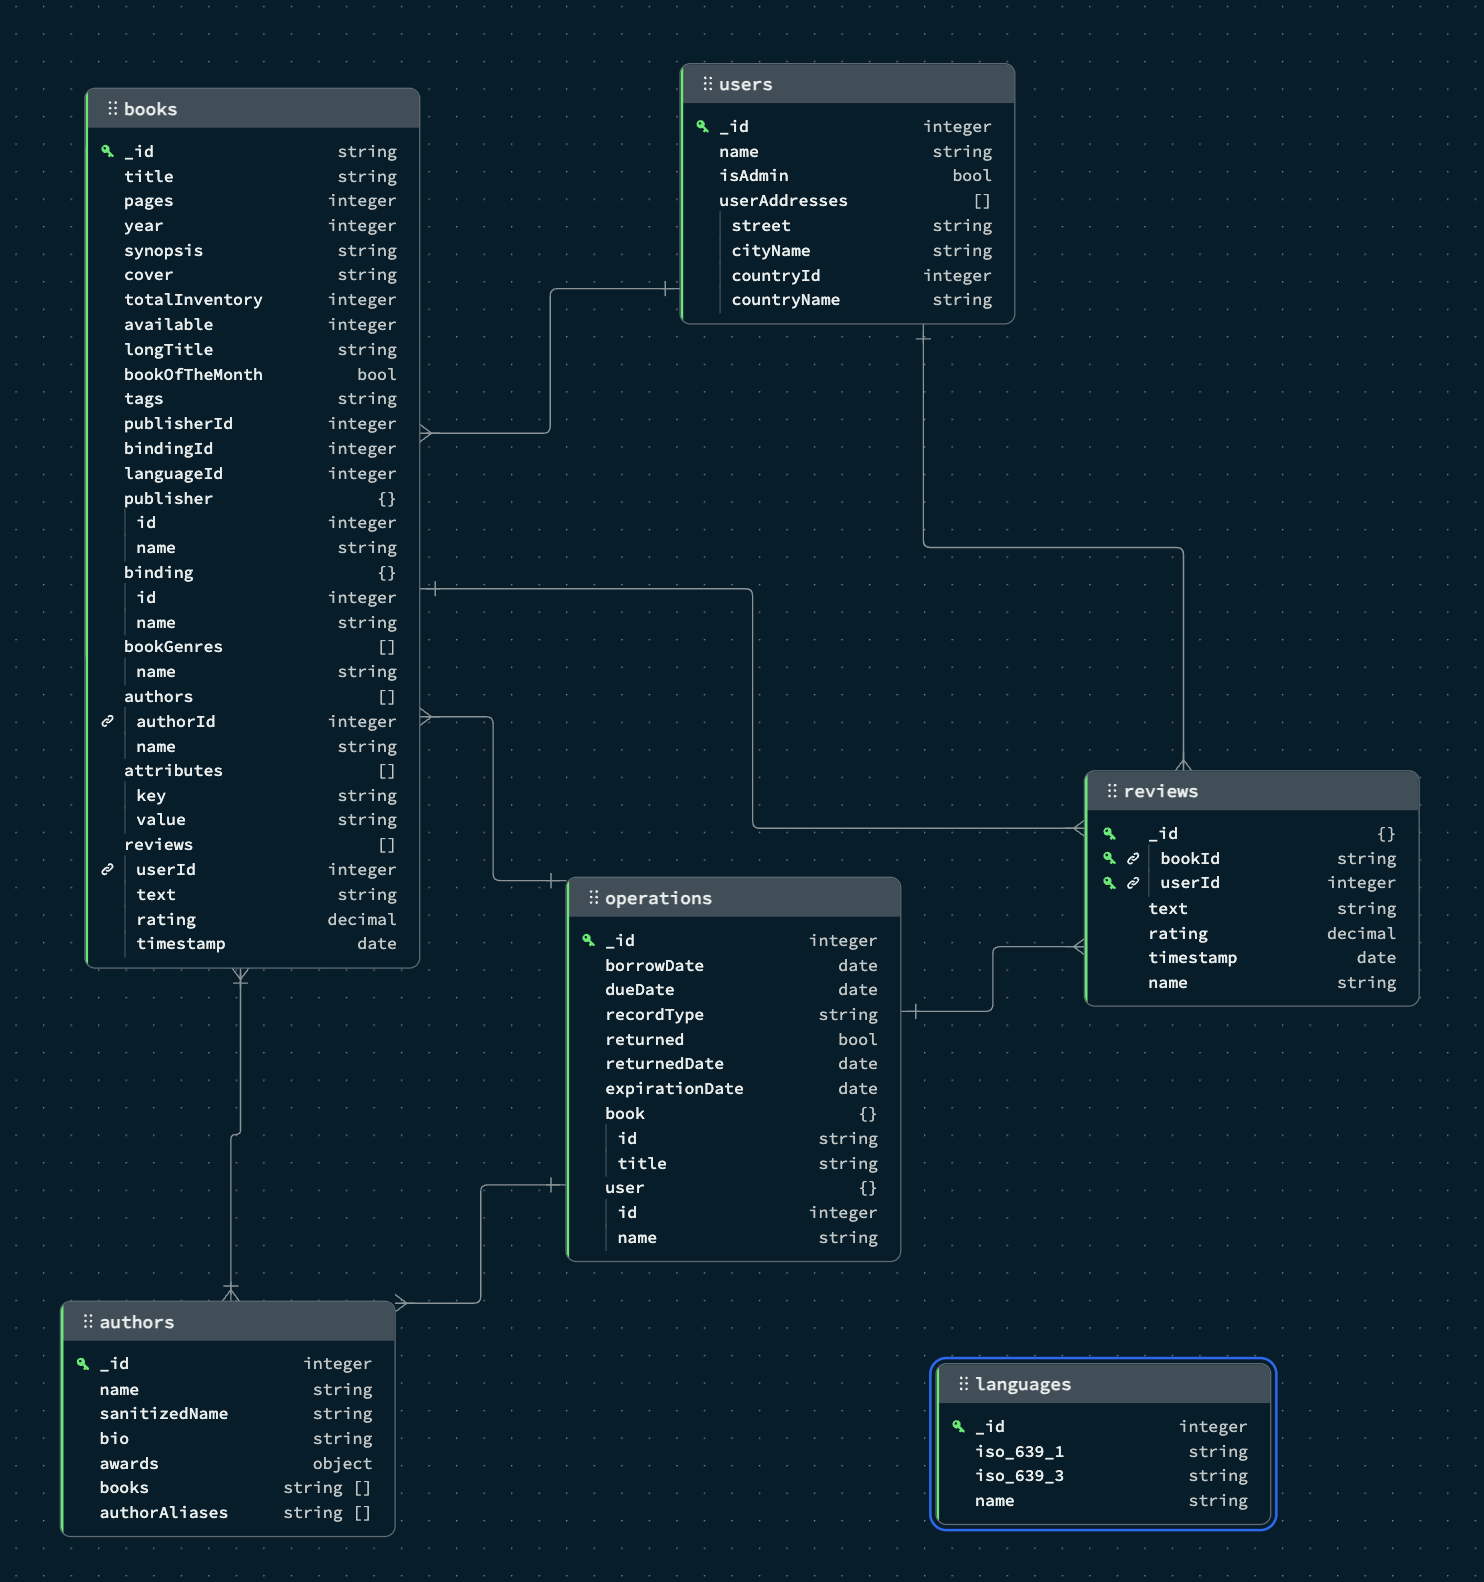 books
_id string
title string
pages integer
year integer
synopsis string
cover string
totalInventory integer
available integer
longTitle string
bookOfTheMonth bool
tags string
publisherId integer
bindingId integer
languageId integer
publisher {}
id integer
name string
binding {}
id integer
name string
bookGenres []
name string
authors []
authorId integer
name string
attributes []
key string
value string
reviews []
userId integer
text string
rating decimal
timestamp date
users
_id integer
name string
isAdmin bool
userAddresses []
street string
cityName string
countryId integer
countryName string
reviews
_id {}
bookId string
userId integer
text string
rating decimal
timestamp date
name string
operations
_id integer
borrowDate date
dueDate date
recordType string
returned bool
returnedDate date
expirationDate date
book {}
id string
title string
user {}
id integer
name string
authors
_id integer
name string
sanitizedName string
bio string
awards object
books string []
authorAliases string []
languages
_id integer
iso_639_1 string
iso_639_3 string
name string